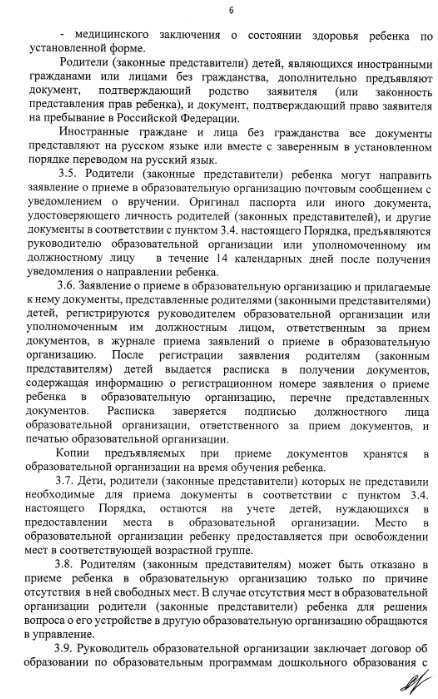 6
- медицинского заключения о состоянии здоровья ребенка по
установленной форме.
Родители (законные представители) детей, являющихся иностранными
гражданами или лицами без гражданства, дополнительно предъявляют
документ, подтверждающий родство заявителя (или законность
представления прав ребенка), и документ, подтверждающий право заявителя
на пребывание в Российской Федерации.
Иностранные граждане и лица без гражданства все документы
представляют на русском языке или вместе с заверенным в установленном
порядке переводом на русский язык.
3.5. Родители (законные представители) ребенка могут направить
заявление о приеме в образовательную организацию почтовым сообщением с
уведомлением о вручении. Оригинал паспорта или иного документа,
удостоверяющего личность родителей (законных представителей), и другие
документы в соответствии с пунктом 3.4. настоящего Порядка, предъявляются
руководителю образовательной организации или уполномоченному им
должностному лицу в течение 14 календарных дней после получения
уведомления о направлении ребенка.
3.6. Заявление о приеме в образовательную организацию и прилагаемые
к нему документы, представленные родителями (законными представителями)
детей, регистрируются руководителем образовательной организации или
уполномоченным им должностным лицом, ответственным за прием
документов, в журнале приема заявлений о приеме в образовательную
организацию. После регистрации заявления родителям (законным
представителям) детей выдается расписка в получении документов,
содержащая информацию о регистрационном номере заявления о приеме
ребенка в образовательную организацию, перечне представленных
документов. Расписка заверяется подписью должностного лица
образовательной организации, ответственного за прием документов, и
печатью образовательной организации.
Копии предъявляемых при приеме документов хранятся в
образовательной организации на время обучения ребенка.
3.7. Дети, родители (законные представители) которых не представили
необходимые для приема документы в соответствии с пунктом 3.4.
настоящего Порядка, остаются на учете детей, нуждающихся в
предоставлении места в образовательной организации. Место в
образовательной организации ребенку предоставляется при освобождении
мест в соответствующей возрастной группе.
3.8. Родителям (законным представителям) может быть отказано в
приеме ребенка в образовательную организацию только по причине
отсутствия в ней свободных мест. В случае отсутствия мест в образовательной
организации родители (законные представители) ребенка для решения
вопроса о его устройстве в другую образовательную организацию обращаются
в управление.
3.9. Руководитель образовательной организации заключает договор об
образовании по образовательным программам дошкольного образования с